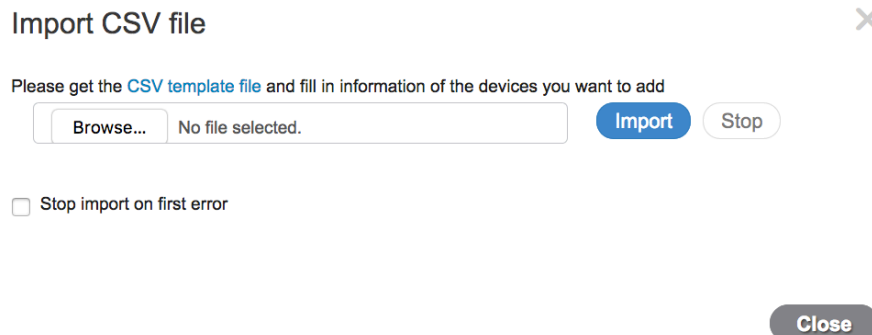 Import CSV file
Please get the CSV template file and fill in information of the devices you want to add
Browse... No file selected. Import Stop
Stop import on first error
Close